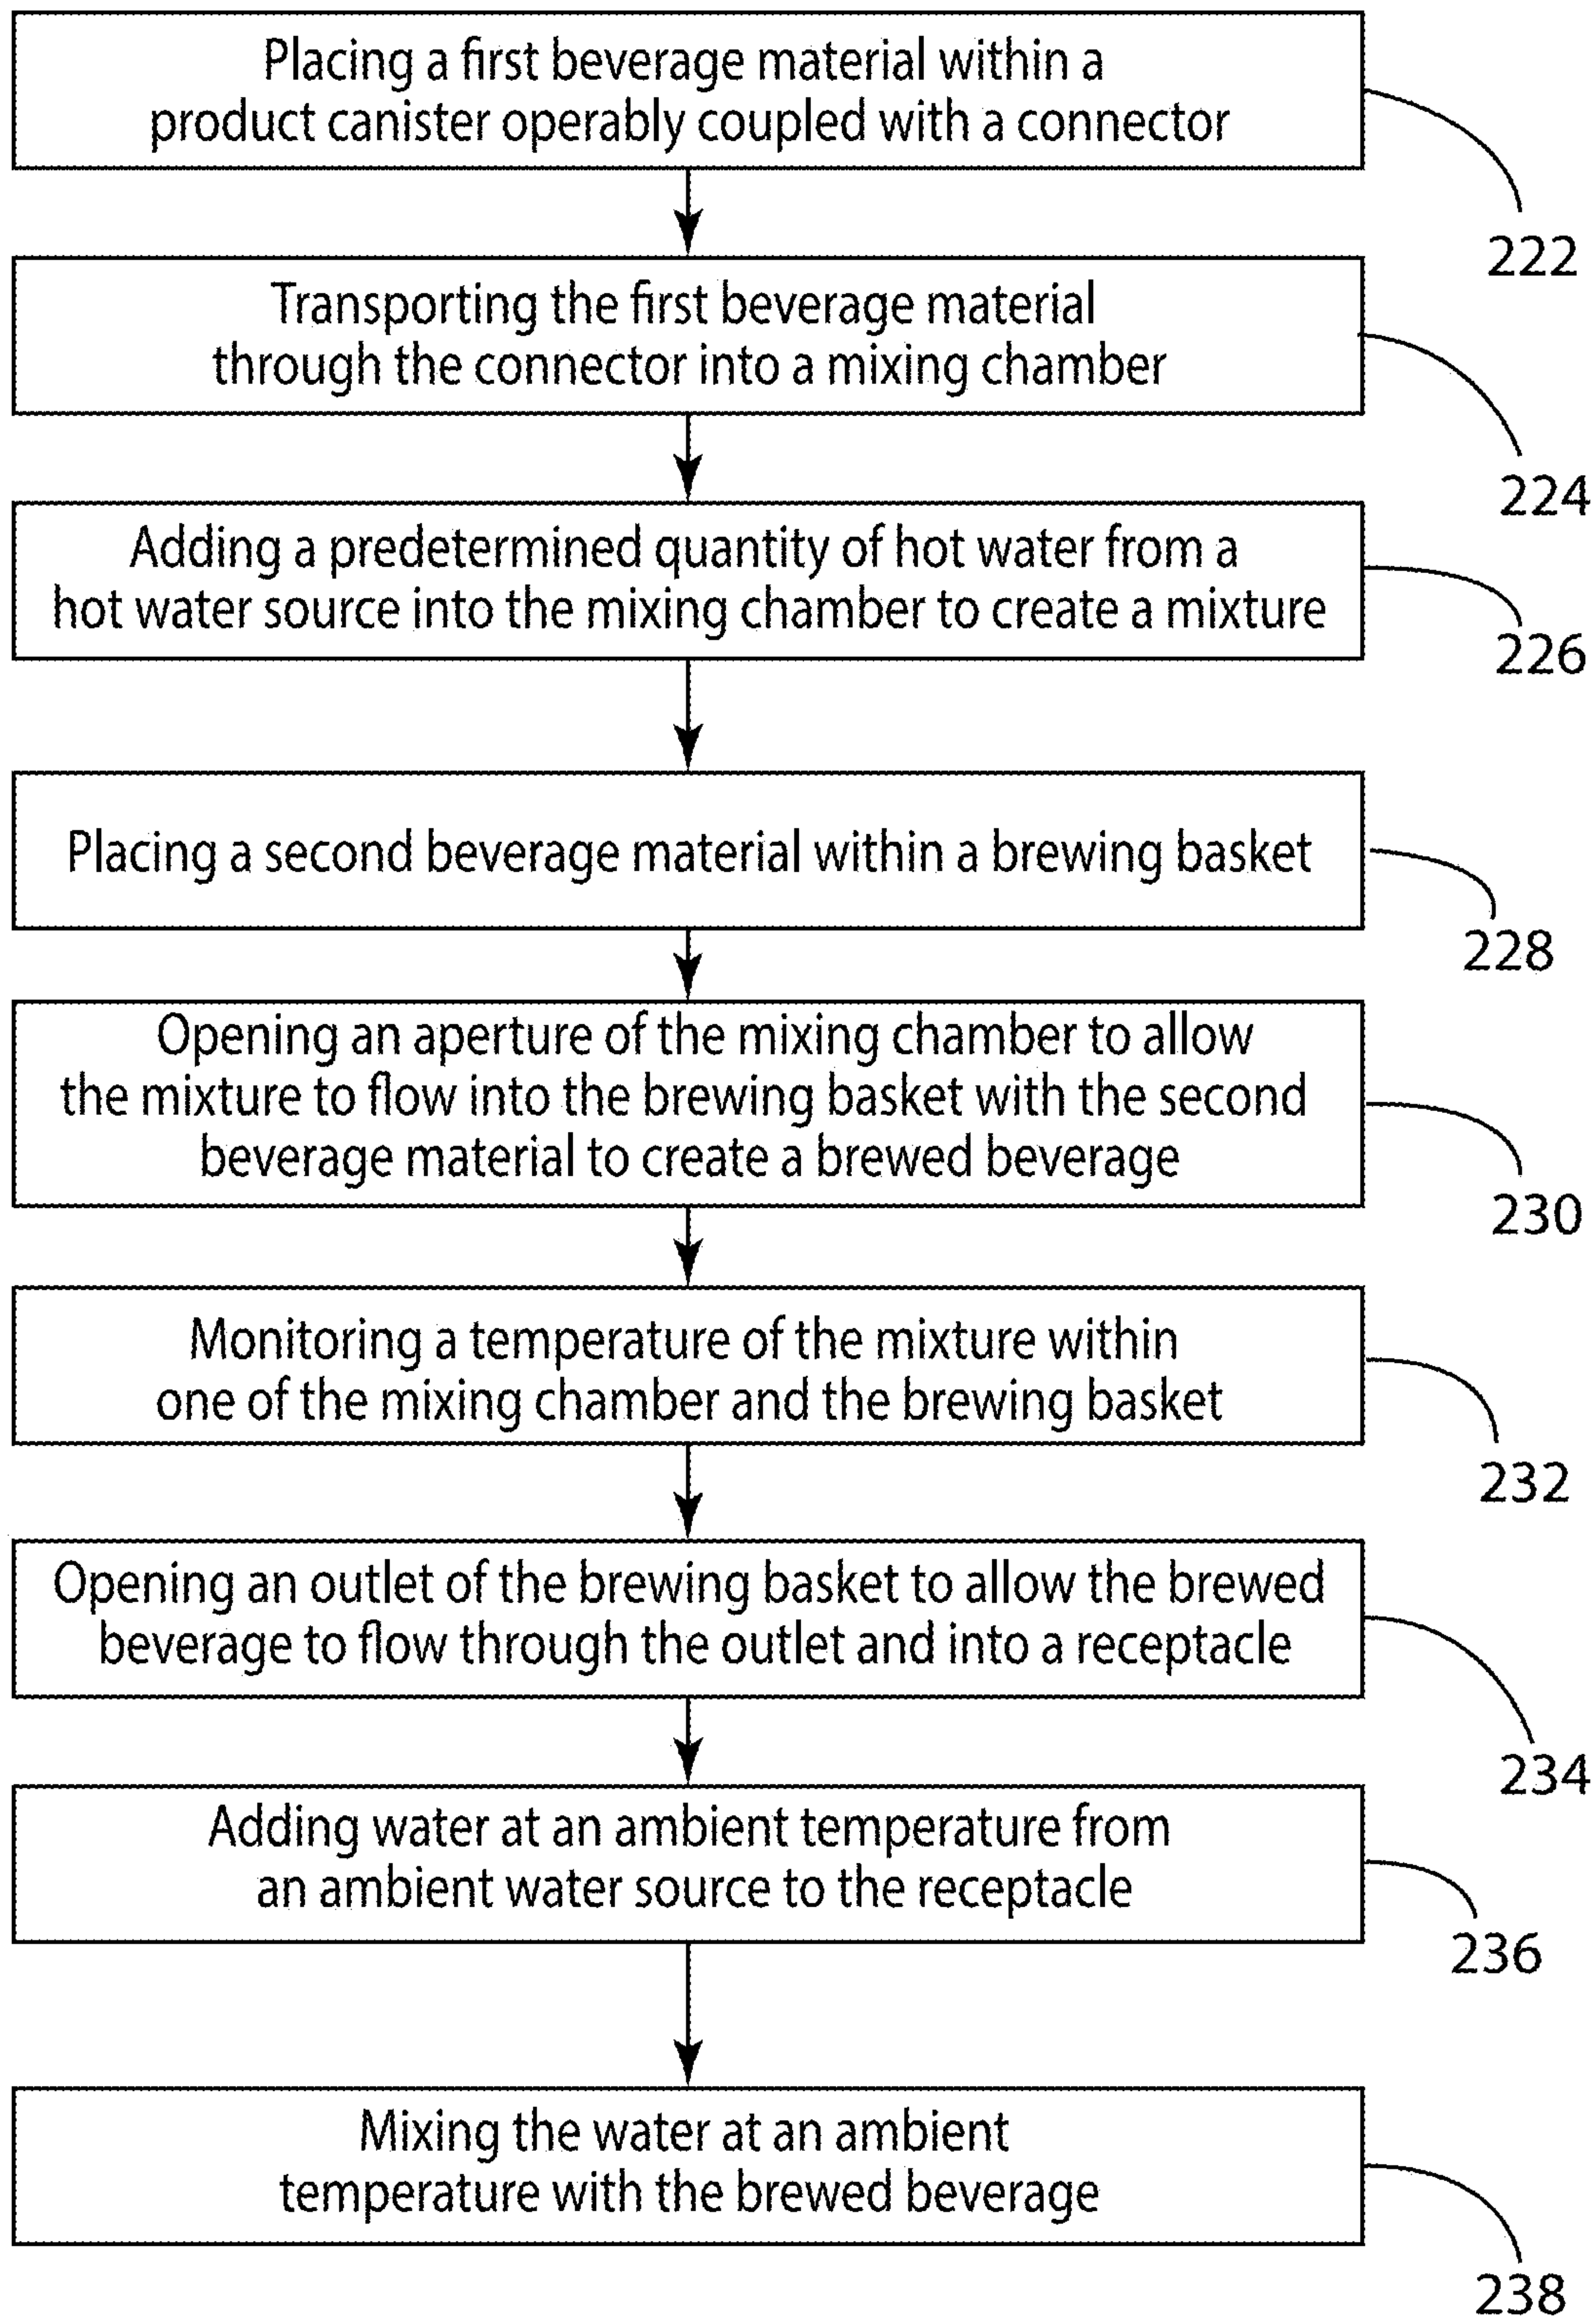 Placing a first beverage material within a
product canister operably coupled with a connector
222
Transporting the first beverage material
through the connector into a mixing chamber
224
Adding a predetermined quantity of hot water from a
hot water source into the mixing chamber to create a mixture
226
Placing a second beverage material within a brewing basket
228
Opening an aperture of the mixing chamber to allow
the mixture to flow into the brewing basket with the second
beverage material to create a brewed beverage
230
Monitoring a temperature of the mixture within
one of the mixing chamber and the brewing basket
232
Opening an outlet of the brewing basket to allow the brewed
beverage to flow through the outlet and into a receptacle
234
Adding water at an ambient temperature from
an ambient water source to the receptacle
236
Mixing the water at an ambient
temperature with the brewed beverage
238